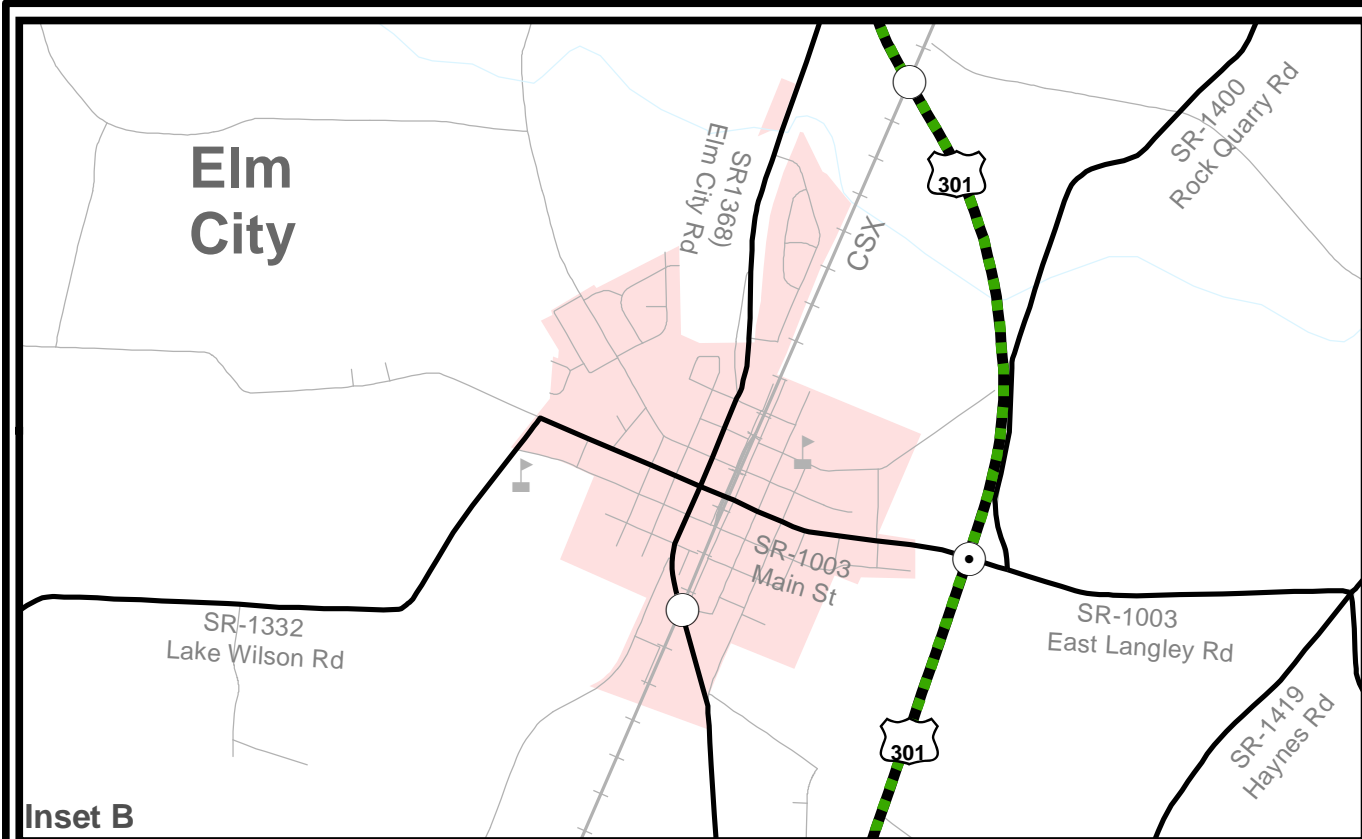 Elm
City
SR-1400
Rock Quarry Rd
301
SR1368)
Elm City Rd
CSX
SR-1003
Main St
SR-1332
Lake Wilson Rd
SR-1003
East Langley Rd
SR-1419
Haynes Rd
301
Inset B